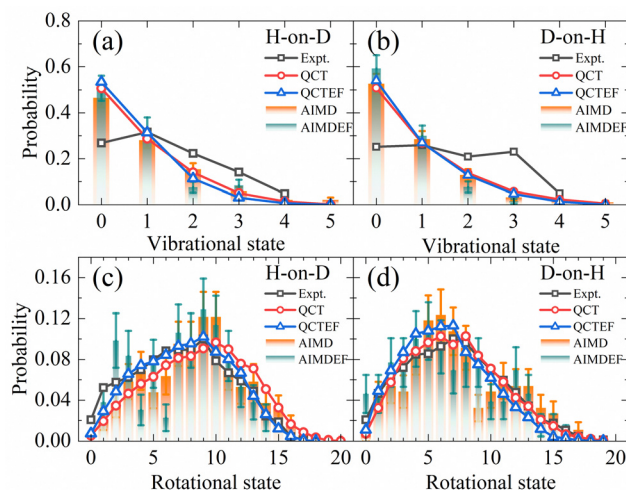 (a) H-on-D
Expt.
QCT
QCTEF
AIMD
AIMDEF
Probability
0.8
0.6
0.4
0.2
0.0
0 1 2 3 4 5
Vibrational state
(b) D-on-H
Expt.
QCT
QCTEF
AIMD
AIMDEF
0 1 2 3 4 5
Vibrational state
(c) H-on-D
Expt.
QCT
QCTEF
AIMD
AIMDEF
Probability
0.16
0.12
0.08
0.04
0.00
0 5 10 15 20
Rotational state
(d) D-on-H
Expt.
QCT
QCTEF
AIMD
AIMDEF
0 5 10 15 20
Rotational state